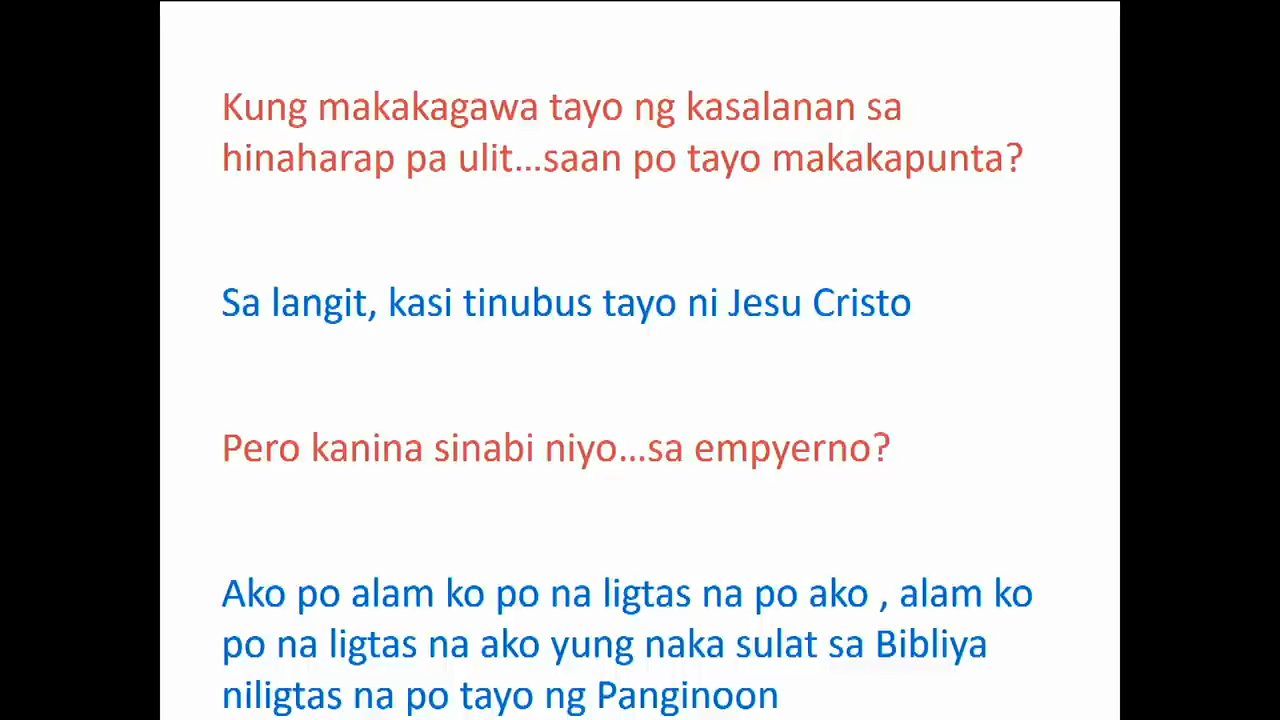 Kung makakagawa tayo ng kasalanan sa
hinaharap pa ulit...saan po tayo makakapunta?
Sa langit, kasi tinubus tayo ni Jesu Cristo
Pero kanina sinabi niyo...sa empyerno?
Ako po alam ko po na ligtas na po ako , alam ko
po na ligtas na ako yung naka sulat sa Bibliya
niligtas na po tayo ng Panginoon